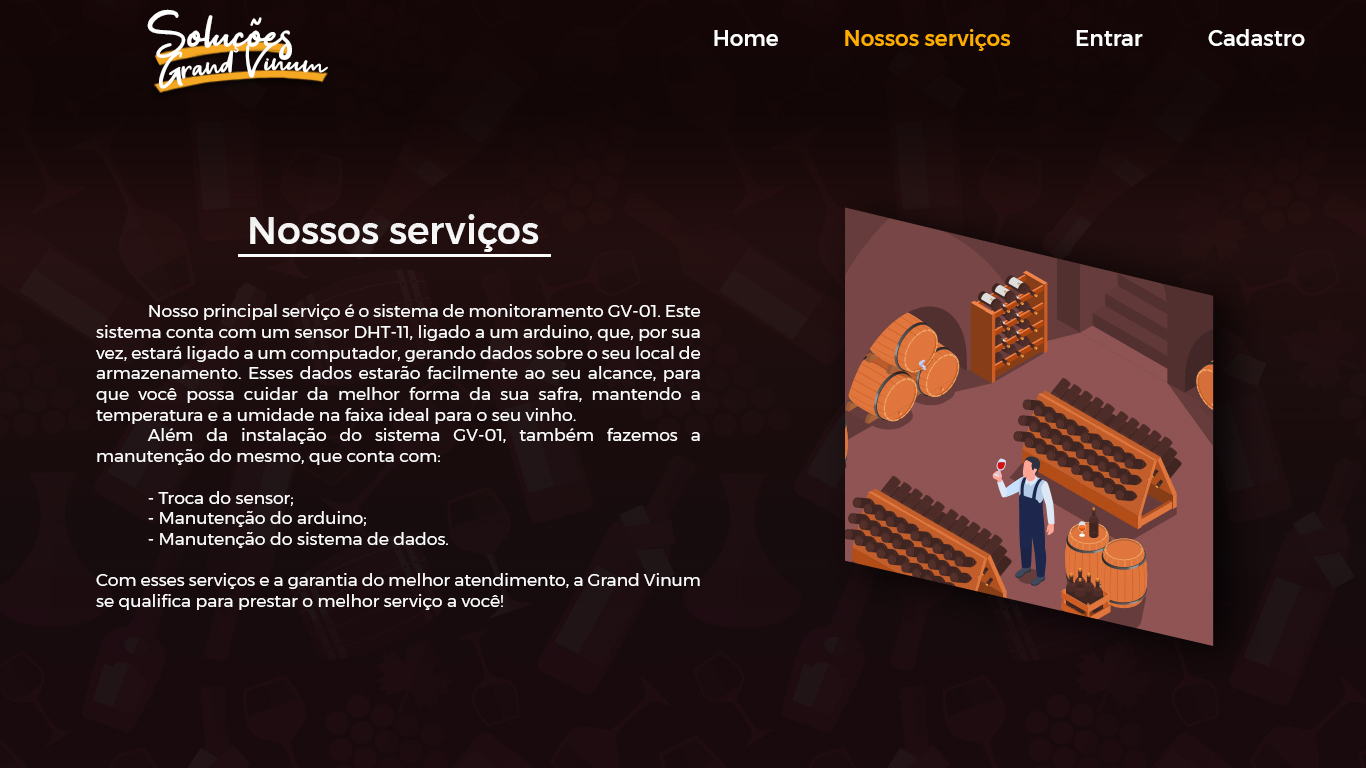 Soluções
Grand Vinum
Home
Nossos serviços
Entrar
Cadastro
Nossos serviços
Nosso principal serviço é o sistema de monitoramento GV-01. Este
sistema conta com um sensor DHT-11, ligado a um arduino, que, por sua
vez, estará ligado a um computador, gerando dados sobre o seu local de
armazenamento. Esses dados estarão facilmente ao seu alcance, para
que você possa cuidar da melhor forma da sua safra, mantendo a
temperatura e a umidade na faixa ideal para o seu vinho.
Além da instalação do sistema GV-01, também fazemos a
manutenção do mesmo, que conta com:
- Troca do sensor;
- Manutenção do arduino;
- Manutenção do sistema de dados.
Com esses serviços e a garantia do melhor atendimento, a Grand Vinum
se qualifica para prestar o melhor serviço a você!